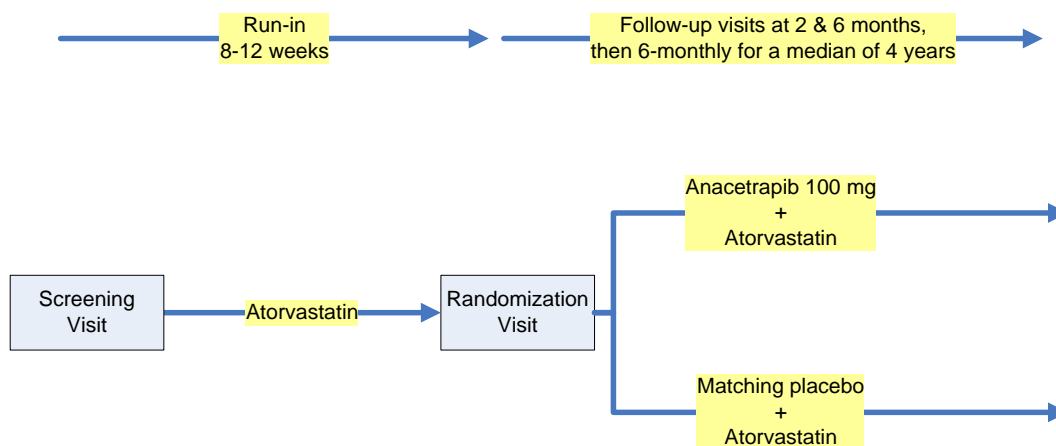 Run-in
8-12 weeks
Follow-up visits at 2 & 6 months,
then 6-monthly for a median of 4 years
Anacetrapib 100 mg
+
Atorvastatin
Screening
Visit
Atorvastatin
Randomization
Visit
Matching placebo
+
Atorvastatin